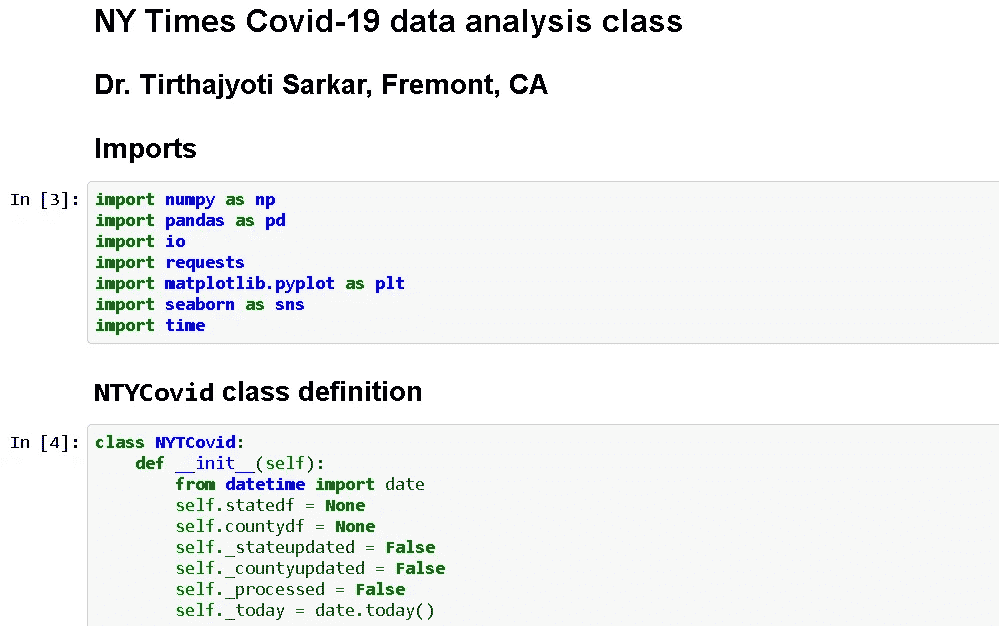 NY Times Covid-19 data analysis class
Dr. Tirthajyoti Sarkar, Fremont, CA
Imports
In [3]: import numpy as np
import pandas as pd
import io
import requests
import matplotlib.pyplot as plt
import seaborn as sns
import time
NTYCovid class definition
In [4]: class NYTCovid:
    def __init__(self):
        from datetime import date
        self.statedf = None
        self.countydf = None
        self._stateupdated = False
        self._countyupdated = False
        self._processed = False
        self._today = date.today()